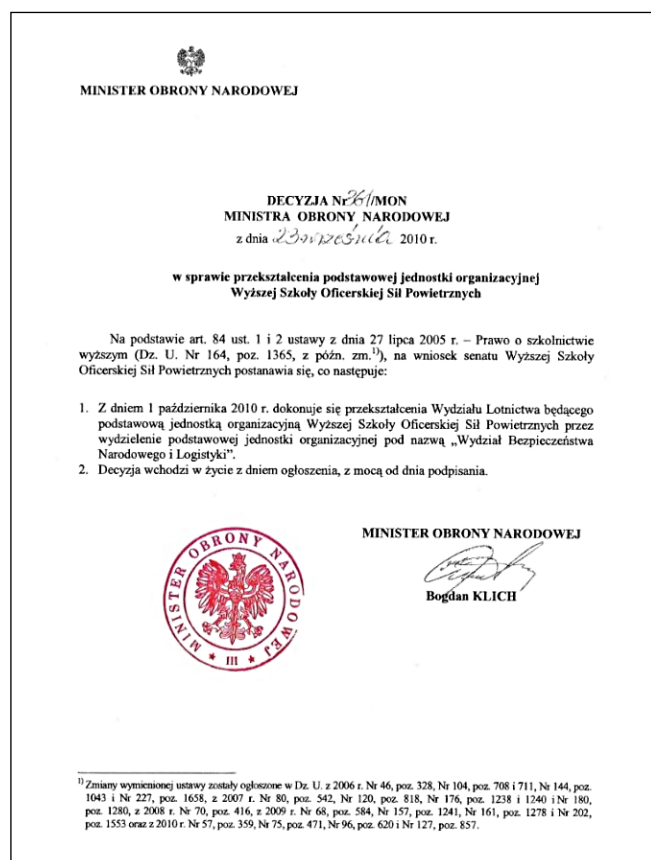 MINISTER OBRONY NARODOWEJ
DECYZJA Nr 361/MON
MINISTRA OBRONY NARODOWEJ
z dnia 23 września 2010 r.
w sprawie przekształcenia podstawowej jednostki organizacyjnej
Wyższej Szkoły Oficerskiej Sił Powietrznych
Na podstawie art. 84 ust. 1 i 2 ustawy z dnia 27 lipca 2005 r. – Prawo o szkolnictwie
wyższym (Dz. U. Nr 164, poz. 1365, z późn. zm.¹⁾), na wniosek senatu Wyższej Szkoły
Oficerskiej Sił Powietrznych postanawia się, co następuje:
1. Z dniem 1 października 2010 r. dokonuje się przekształcenia Wydziału Lotnictwa będącego
podstawową jednostką organizacyjną Wyższej Szkoły Oficerskiej Sił Powietrznych przez
wydzielenie podstawowej jednostki organizacyjnej pod nazwą „Wydział Bezpieczeństwa
Narodowego i Logistyki”.
2. Decyzja wchodzi w życie z dniem ogłoszenia, z mocą od dnia podpisania.
MINISTER OBRONY NARODOWEJ
Bogdan KLICH
MINISTER OBRONY NARODOWEJ
* III *
¹⁾ Zmiany wymienionej ustawy zostały ogłoszone w Dz. U. z 2006 r. Nr 46, poz. 328, Nr 104, poz. 708 i 711, Nr 144, poz.
1043 i Nr 227, poz. 1658, z 2007 r. Nr 80, poz. 542, Nr 120, poz. 818, Nr 176, poz. 1238 i 1240 i Nr 180,
poz. 1280, z 2008 r. Nr 70, poz. 416, z 2009 r. Nr 68, poz. 584, Nr 157, poz. 1241, Nr 161, poz. 1278 i Nr 202,
poz. 1553 oraz z 2010 r. Nr 57, poz. 359, Nr 75, poz. 471, Nr 96, poz. 620 i Nr 127, poz. 857.